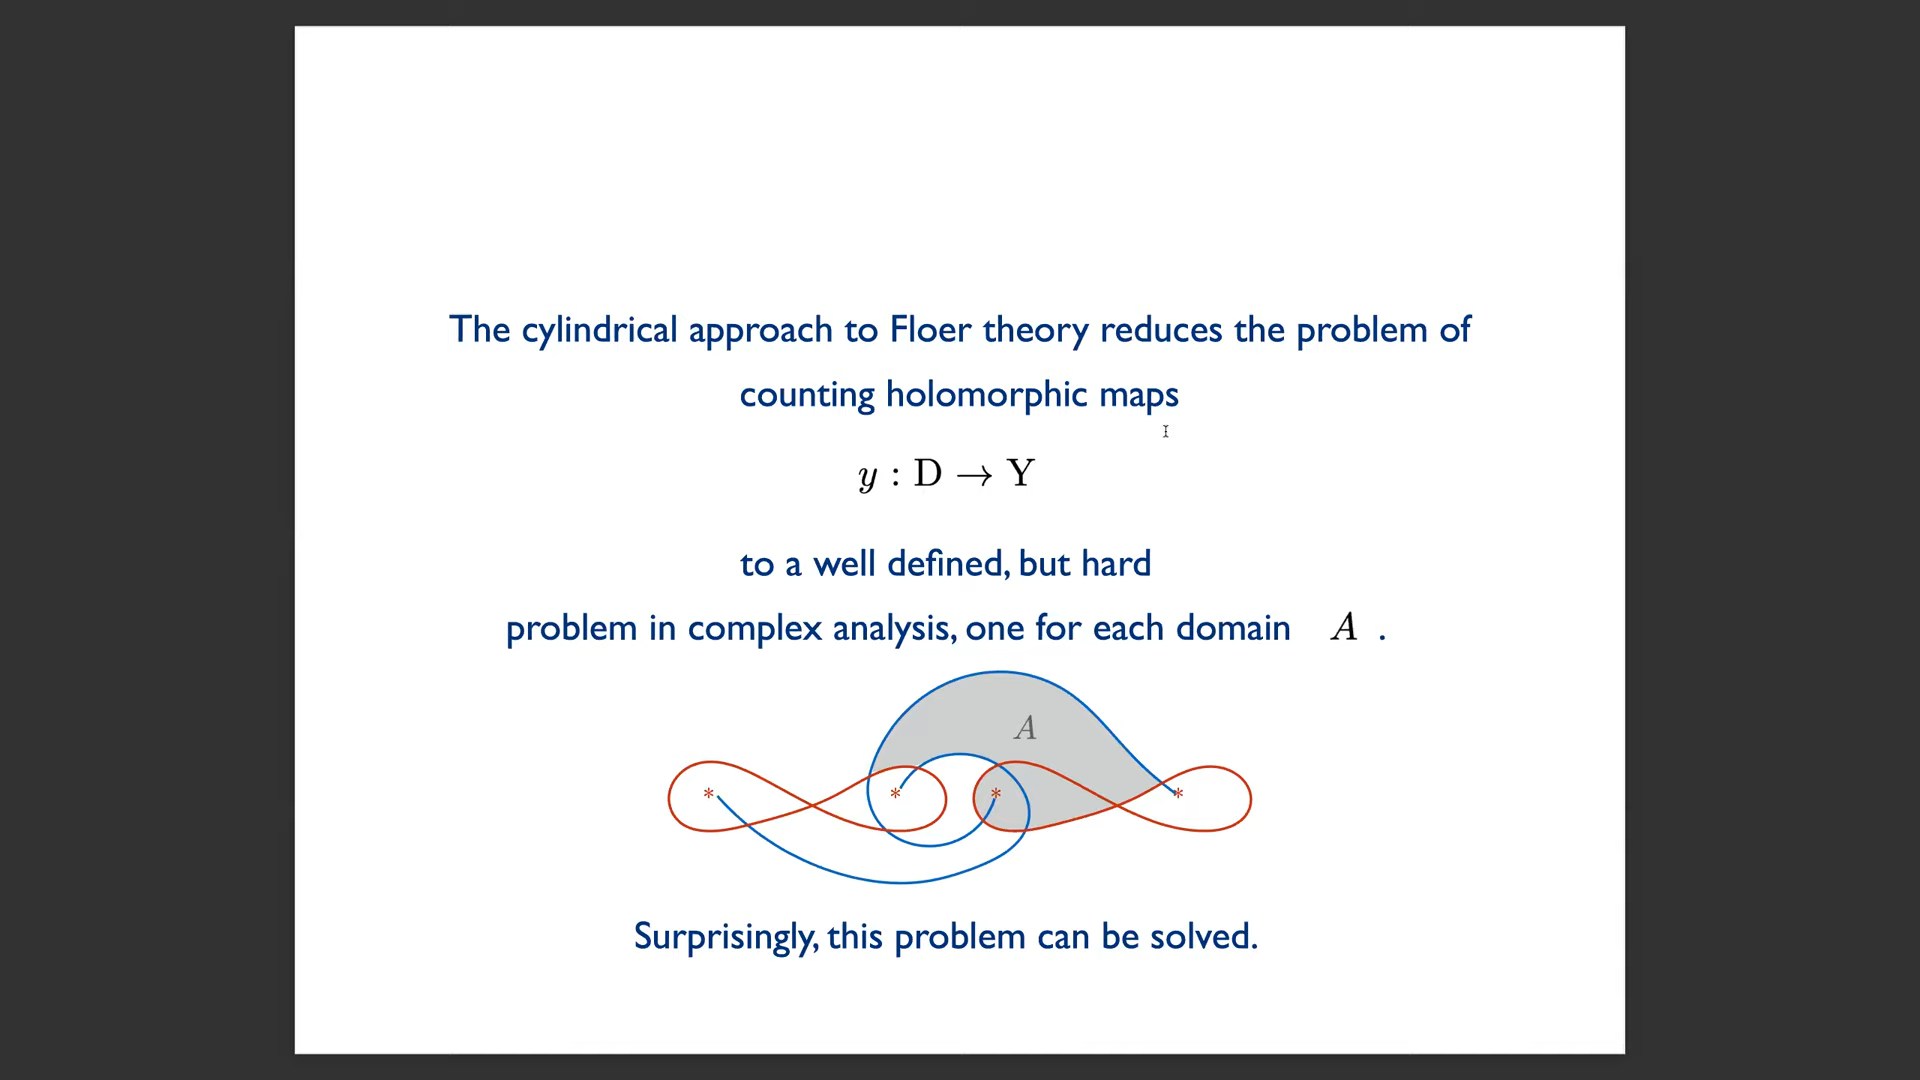 The cylindrical approach to Floer theory reduces the problem of
counting holomorphic maps
y : D → Y
to a well defined, but hard
problem in complex analysis, one for each domain A .
A
* * * *
Surprisingly, this problem can be solved.